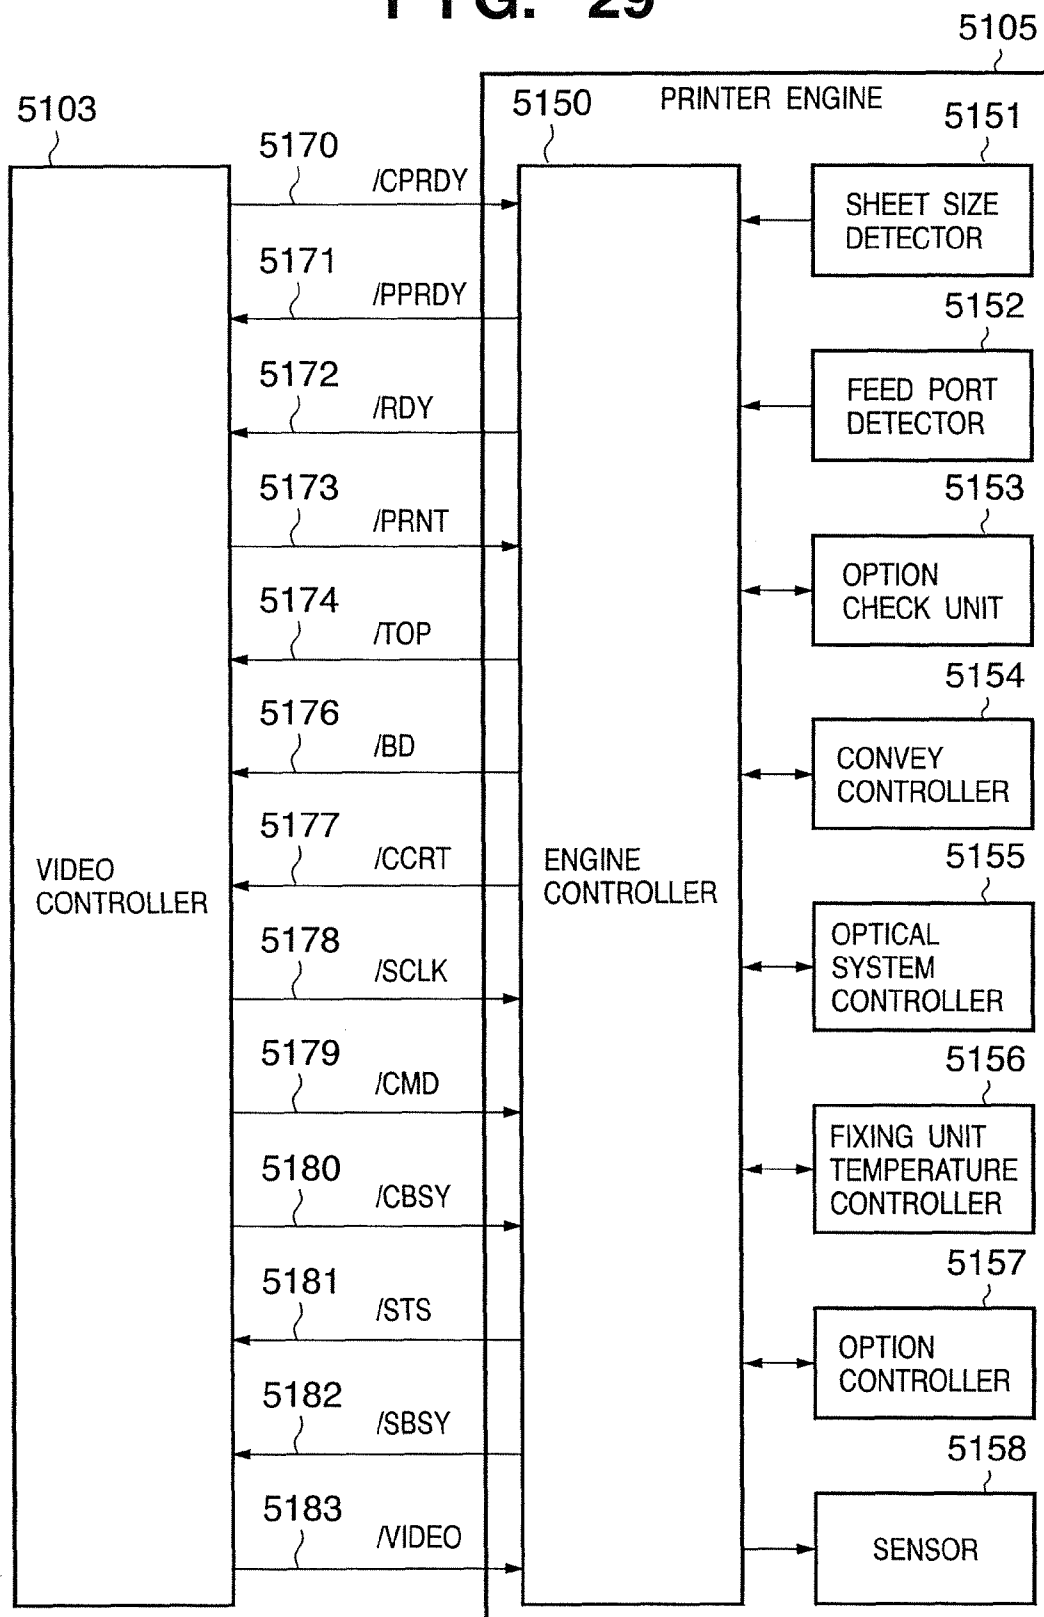 FIG. 29
5105
PRINTER ENGINE
5103
5150
5151
5170
/CPRDY
SHEET SIZE
DETECTOR
5171
/PPRDY
5152
5172
/RDY
FEED PORT
DETECTOR
5173
/PRNT
5153
OPTION
CHECK UNIT
5174
/TOP
5154
5176
/BD
CONVEY
CONTROLLER
5177
/CCRT
5155
VIDEO
CONTROLLER
ENGINE
CONTROLLER
5178
/SCLK
OPTICAL
SYSTEM
CONTROLLER
5179
/CMD
5156
5180
/CBSY
FIXING UNIT
TEMPERATURE
CONTROLLER
5181
/STS
5157
OPTION
CONTROLLER
5182
/SBSY
5158
5183
/VIDEO
SENSOR